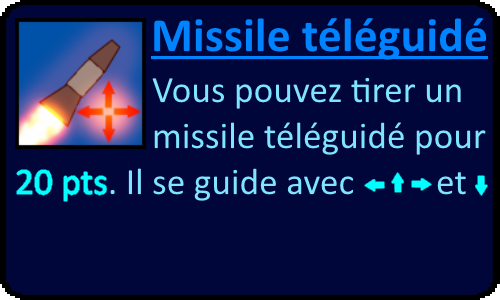 Missile téléguidé
Vous pouvez tirer un
missile téléguidé pour
20 pts. Il se guide avec ← ↑ → et ↓